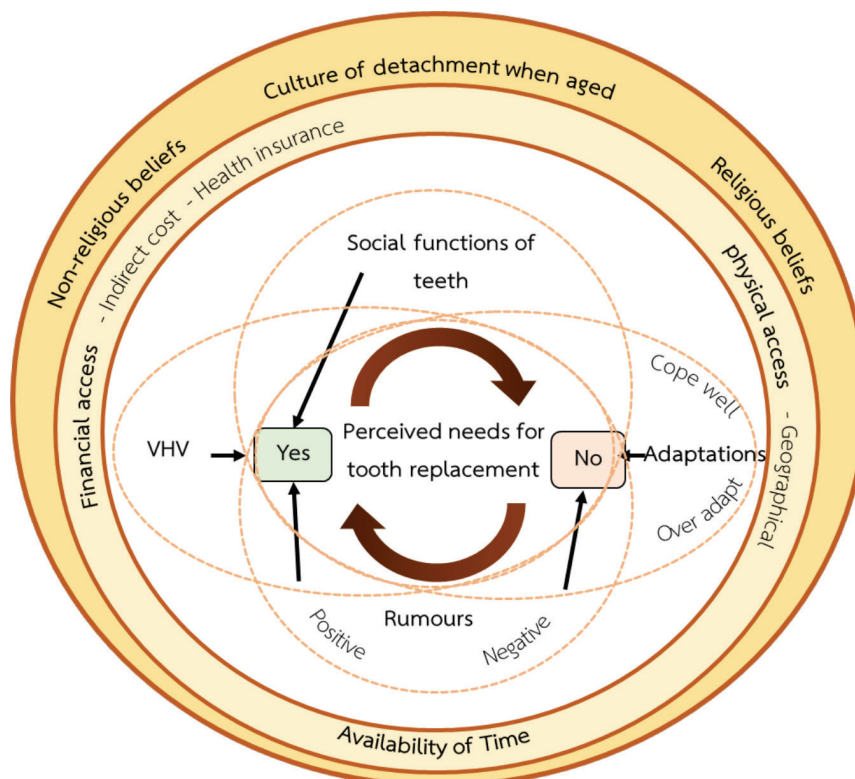 Culture of detachment when aged
Non-religious beliefs
Religious beliefs
Financial access - Indirect cost - Health insurance
physical access - Geographical
Availability of Time
Social functions of
teeth
Cope well
VHV
Yes
Perceived needs for
tooth replacement
No
Adaptations
Over adapt
Positive
Rumours
Negative